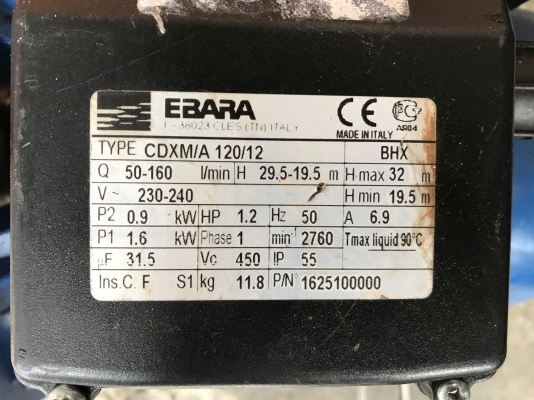 EBARA
I - 38023 CLES (TN) ITALY
CE
AR04
MADE IN ITALY
TYPE CDXM/A 120/12 BHX
Q 50-160 l/min H 29.5-19.5 m H max 32 m
V ~ 230-240 H min 19.5 m
P2 0.9 kW HP 1.2 Hz 50 A 6.9
P1 1.6 kW Phase 1 min-1 2760 Tmax liquid 90°C
µF 31.5 Vc 450 IP 55
Ins.C. F S1 kg 11.8 P/N° 1625100000